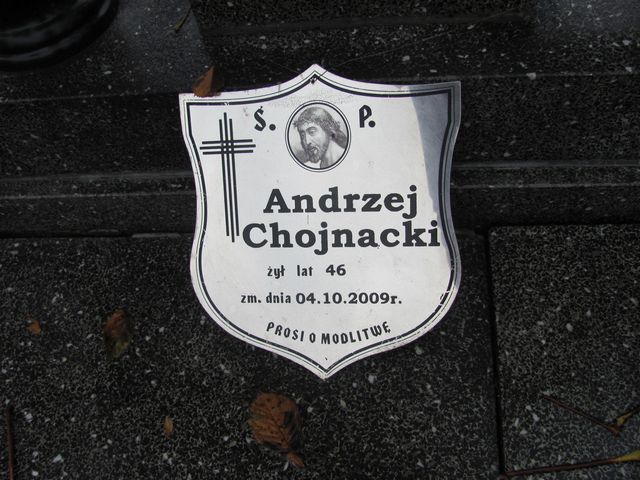 Ś. P.
Andrzej
Chojnacki
żył lat 46
zm. dnia 04.10.2009r.
PROSI O MODLITWĘ